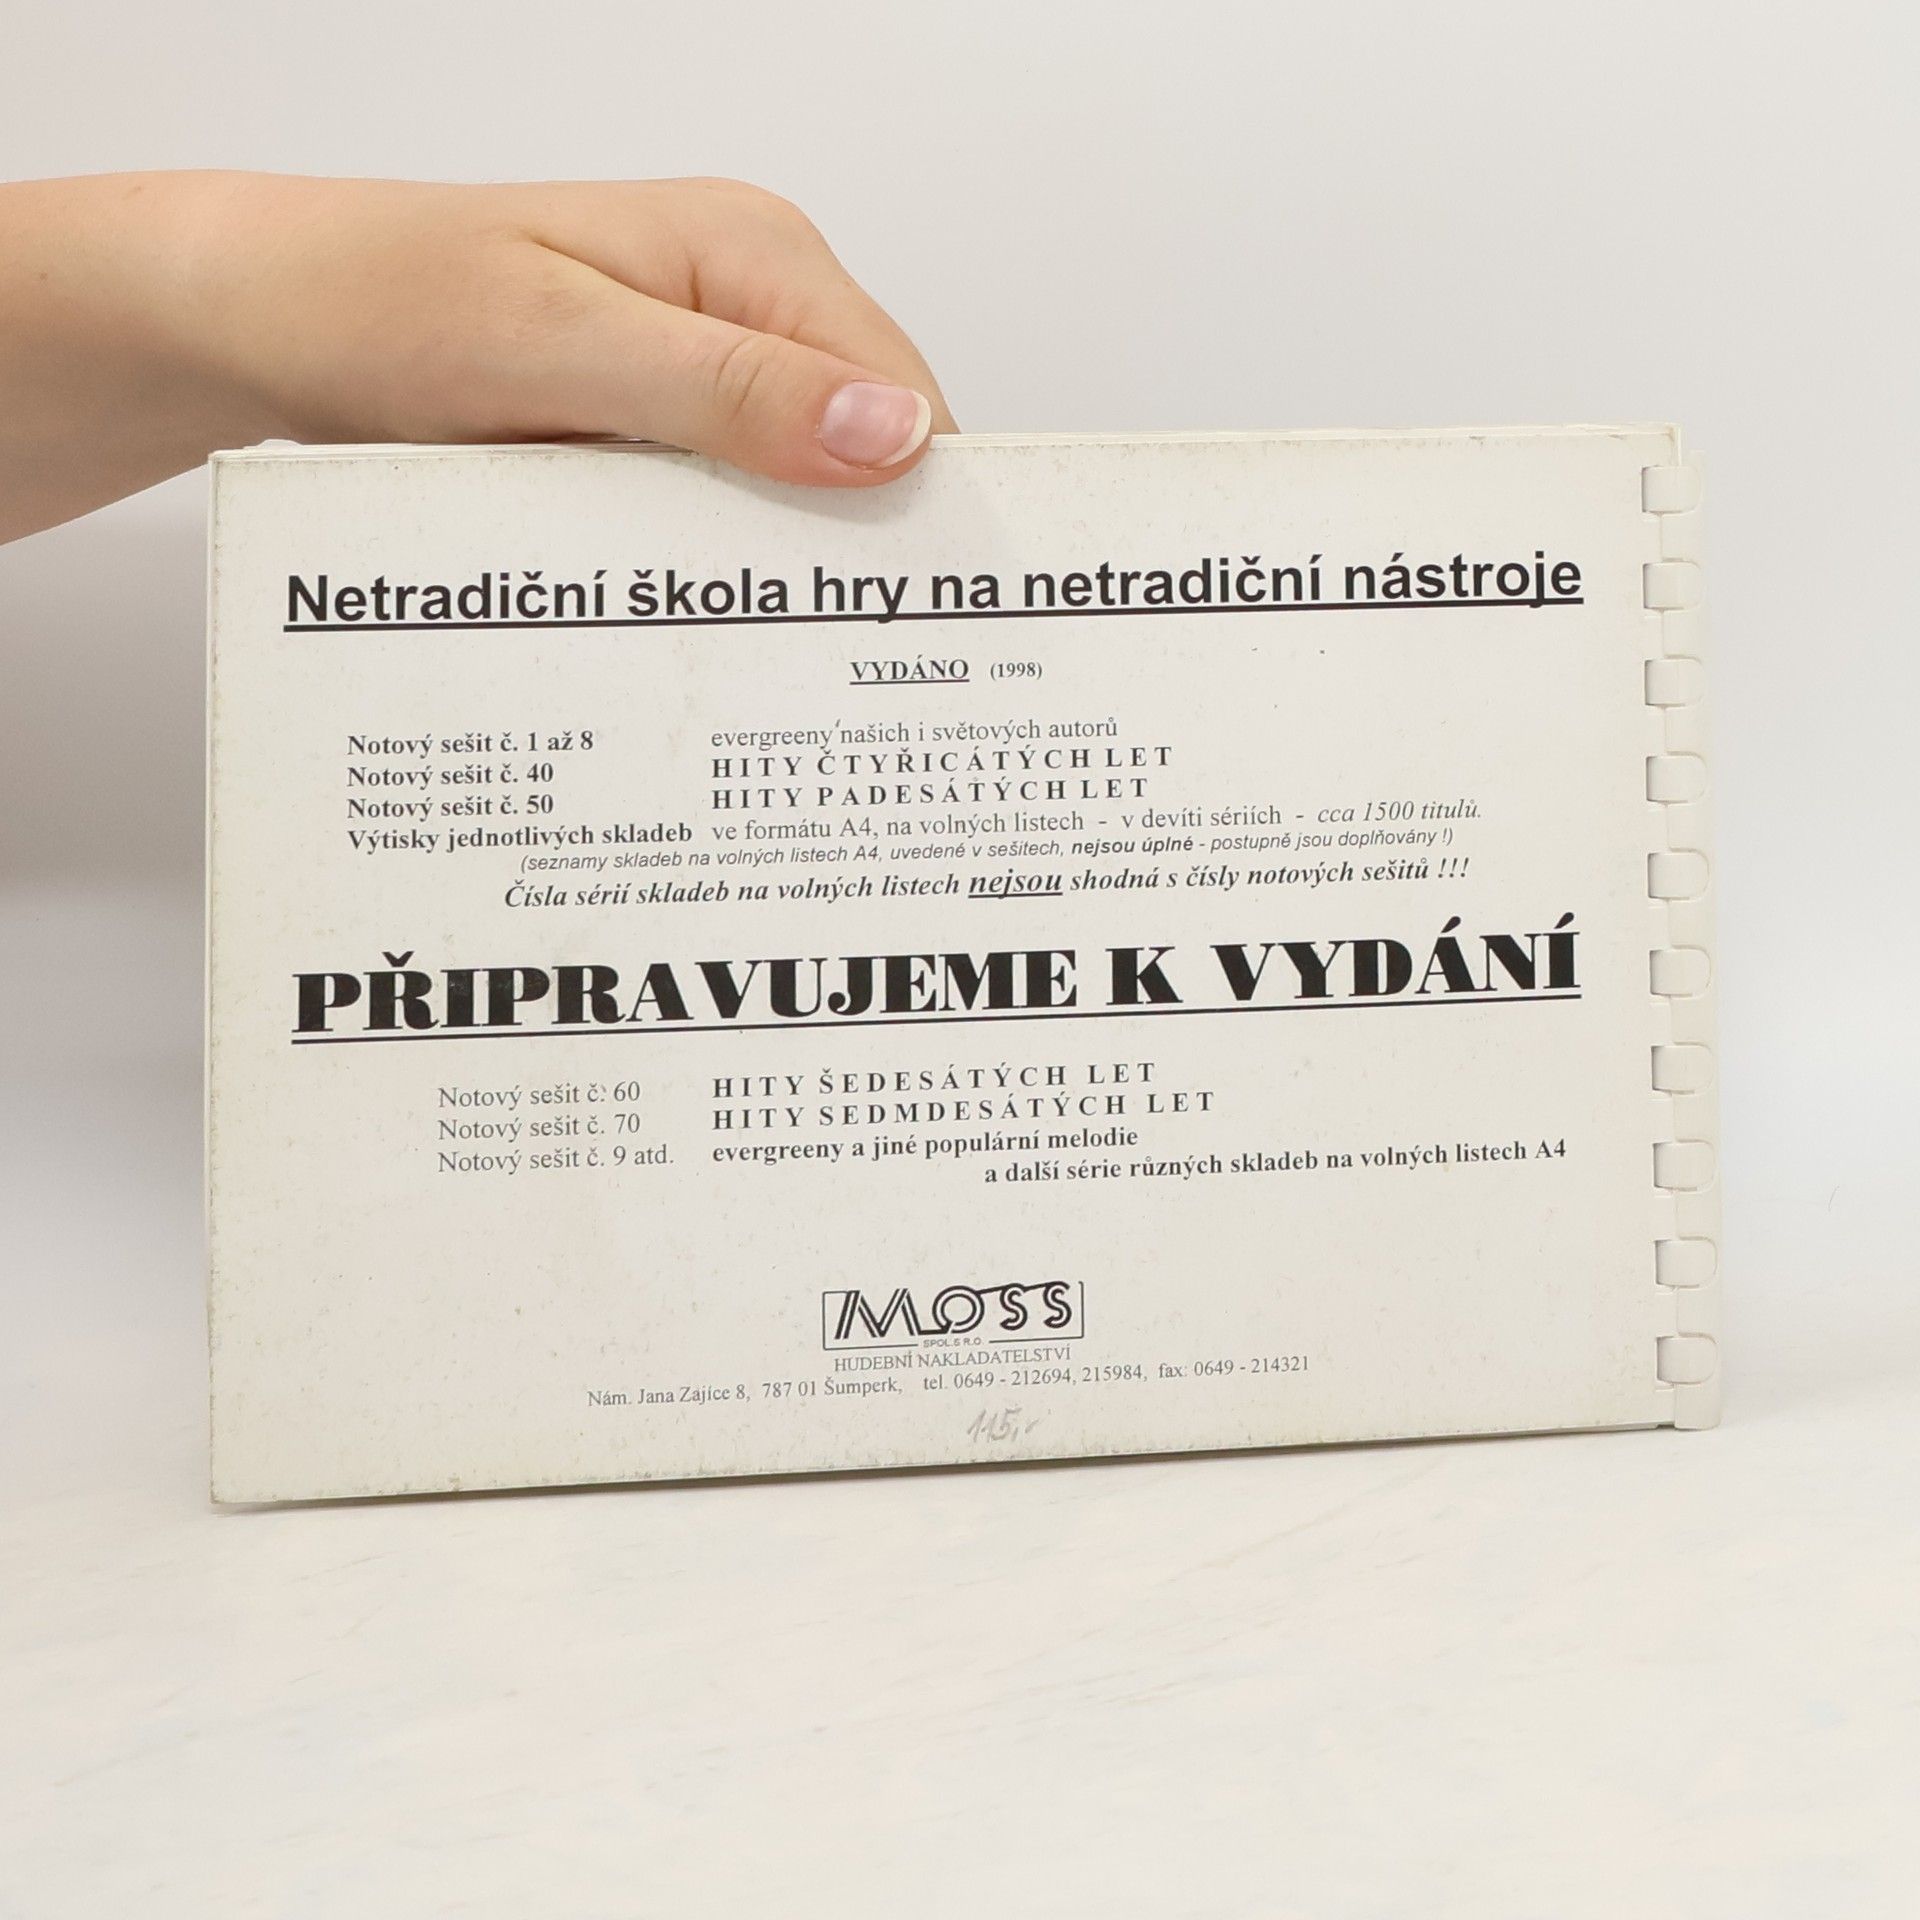 Netradiční škola hry na netradiční nástroje
VYDÁNO (1998)
Notový sešit č. 1 až 8 evergreeny našich i světových autorů
Notový sešit č. 40 HITY ČTYŘICÁTÝCH LET
Notový sešit č. 50 HITY PADESÁTÝCH LET
Výtisky jednotlivých skladeb ve formátu A4, na volných listech - v devíti sériích - cca 1500 titulů.
(seznamy skladeb na volných listech A4, uvedené v sešitech, nejsou úplné - postupně jsou doplňovány !)
Čísla sérií skladeb na volných listech nejsou shodná s čísly notových sešitů !!!
PŘIPRAVUJEME K VYDÁNÍ
Notový sešit č. 60 HITY ŠEDESÁTÝCH LET
Notový sešit č. 70 HITY SEDMDESÁTÝCH LET
Notový sešit č. 9 atd. evergreeny a jiné populární melodie
a další série různých skladeb na volných listech A4
MOSS
SPOL. S R.O.
HUDEBNÍ NAKLADATELSTVÍ
Nám. Jana Zajíce 8, 787 01 Šumperk, tel. 0649 - 212694, 215984, fax: 0649 - 214321
115,-